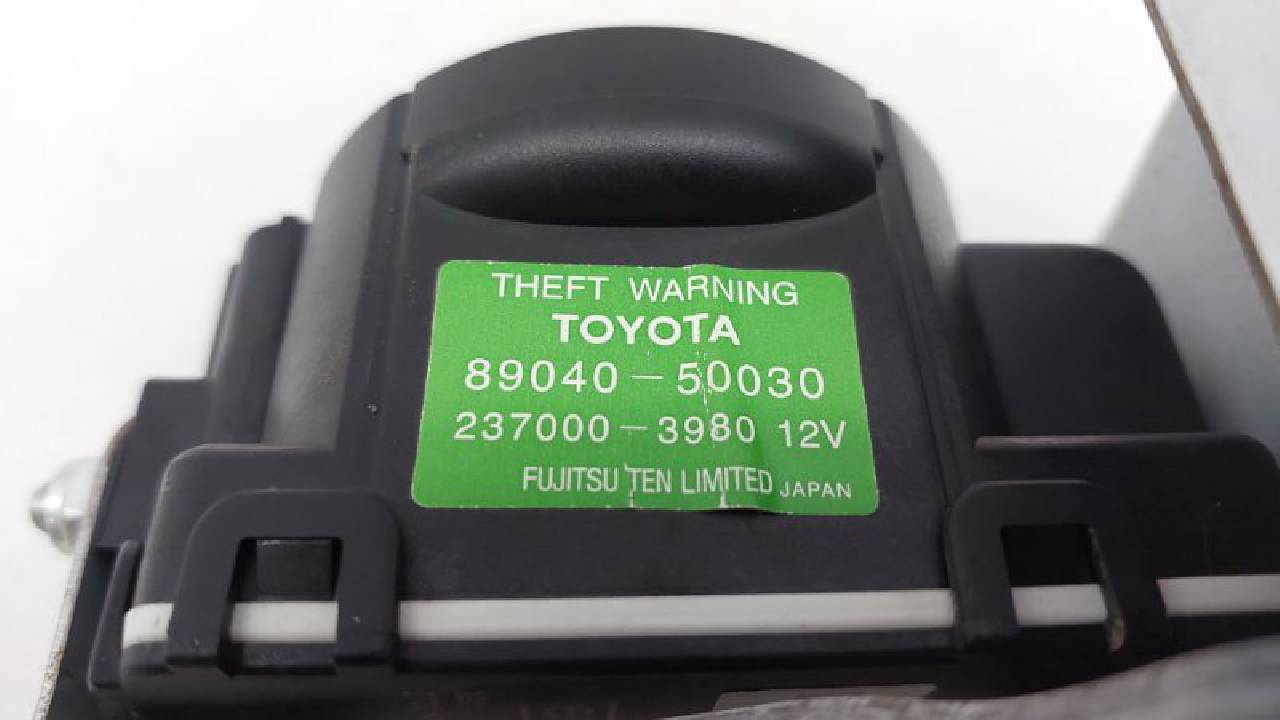 THEFT WARNING
TOYOTA
89040-50030
237000-3980 12V
FUJITSU TEN LIMITED JAPAN